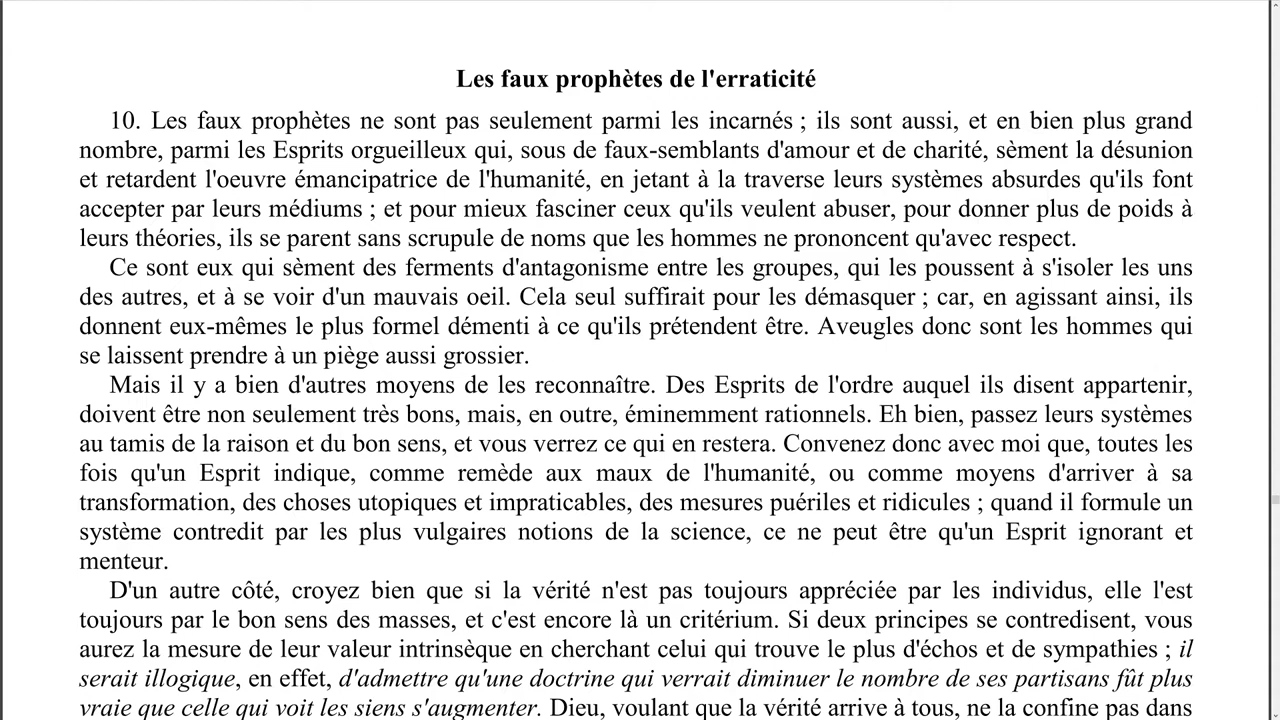 Les faux prophètes de l'erraticité
10. Les faux prophètes ne sont pas seulement parmi les incarnés ; ils sont aussi, et en bien plus grand
nombre, parmi les Esprits orgueilleux qui, sous de faux-semblants d'amour et de charité, sèment la désunion
et retardent l'oeuvre émancipatrice de l'humanité, en jetant à la traverse leurs systèmes absurdes qu'ils font
accepter par leurs médiums ; et pour mieux fasciner ceux qu'ils veulent abuser, pour donner plus de poids à
leurs théories, ils se parent sans scrupule de noms que les hommes ne prononcent qu'avec respect.
Ce sont eux qui sèment des ferments d'antagonisme entre les groupes, qui les poussent à s'isoler les uns
des autres, et à se voir d'un mauvais oeil. Cela seul suffirait pour les démasquer ; car, en agissant ainsi, ils
donnent eux-mêmes le plus formel démenti à ce qu'ils prétendent être. Aveugles donc sont les hommes qui
se laissent prendre à un piège aussi grossier.
Mais il y a bien d'autres moyens de les reconnaître. Des Esprits de l'ordre auquel ils disent appartenir,
doivent être non seulement très bons, mais, en outre, éminemment rationnels. Eh bien, passez leurs systèmes
au tamis de la raison et du bon sens, et vous verrez ce qui en restera. Convenez donc avec moi que, toutes les
fois qu'un Esprit indique, comme remède aux maux de l'humanité, ou comme moyens d'arriver à sa
transformation, des choses utopiques et impraticables, des mesures puériles et ridicules ; quand il formule un
système contredit par les plus vulgaires notions de la science, ce ne peut être qu'un Esprit ignorant et
menteur.
D'un autre côté, croyez bien que si la vérité n'est pas toujours appréciée par les individus, elle l'est
toujours par le bon sens des masses, et c'est encore là un critérium. Si deux principes se contredisent, vous
aurez la mesure de leur valeur intrinsèque en cherchant celui qui trouve le plus d'échos et de sympathies ; il
serait illogique, en effet, d'admettre qu'une doctrine qui verrait diminuer le nombre de ses partisans fût plus
vraie que celle qui voit les siens s'augmenter. Dieu, voulant que la vérité arrive à tous, ne la confine pas dans